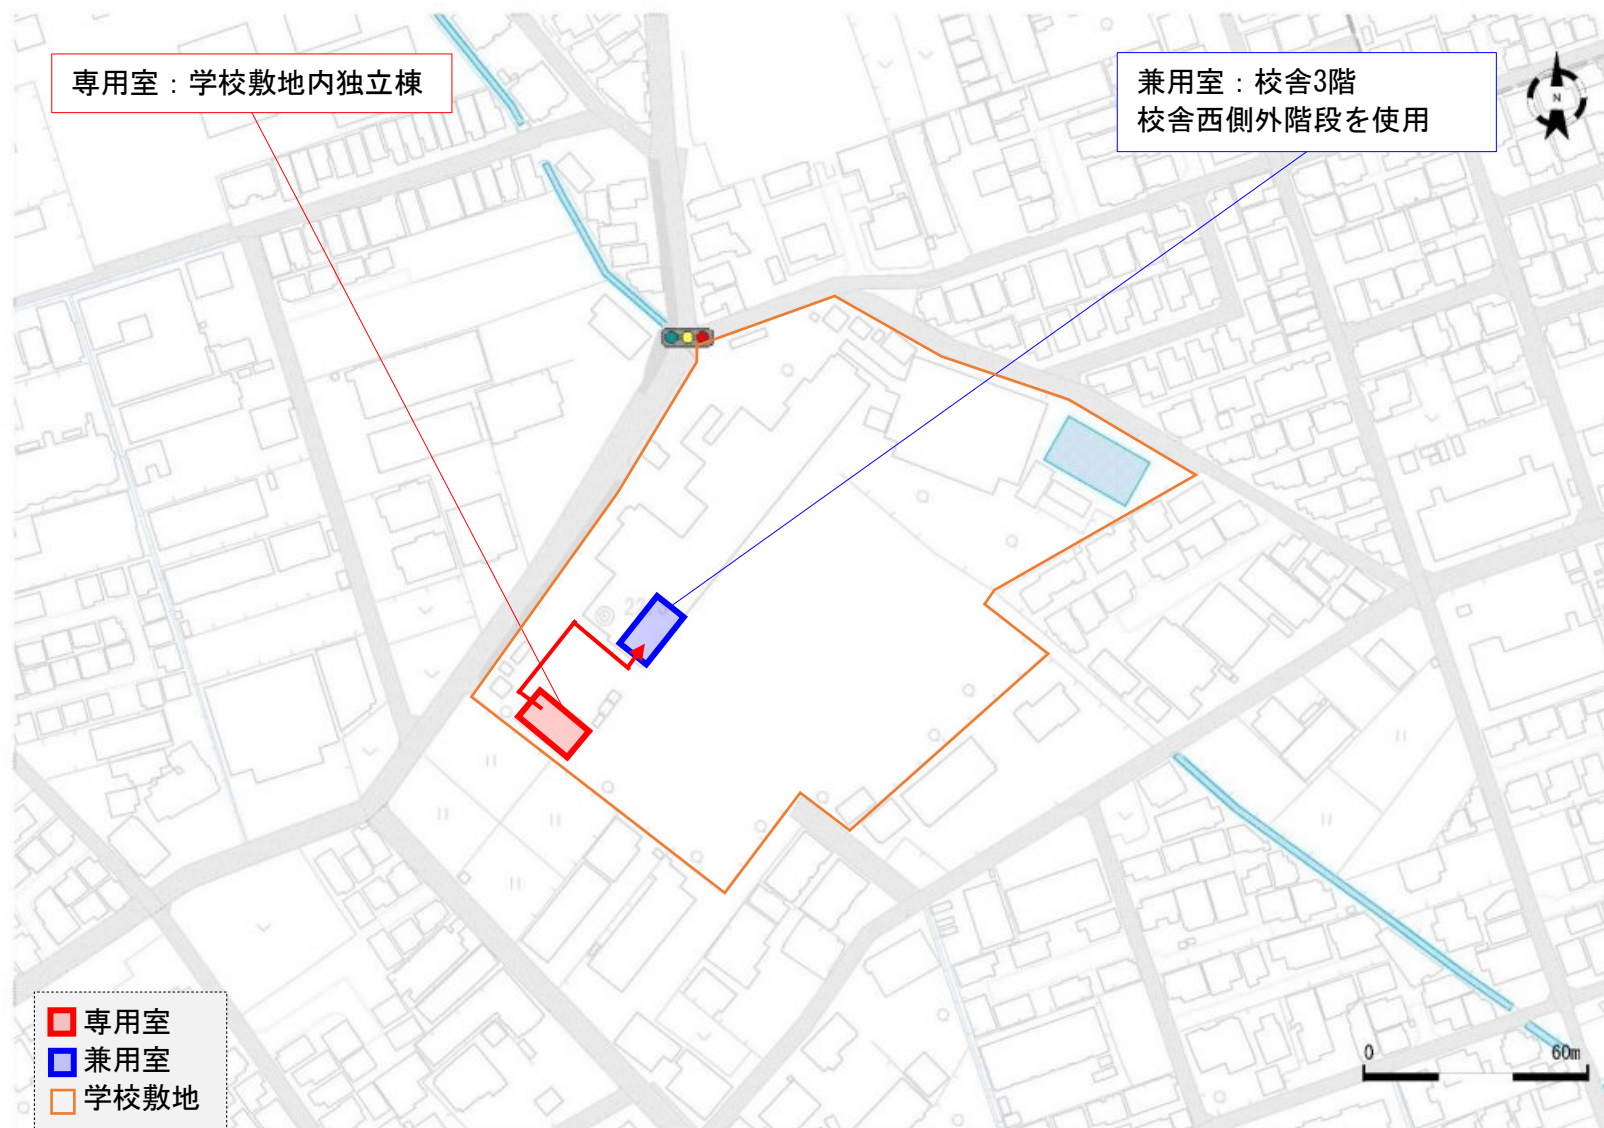 専用室：学校敷地内独立棟
兼用室：校舎3階
校舎西側外階段を使用
N
専用室
兼用室
学校敷地
0 60m